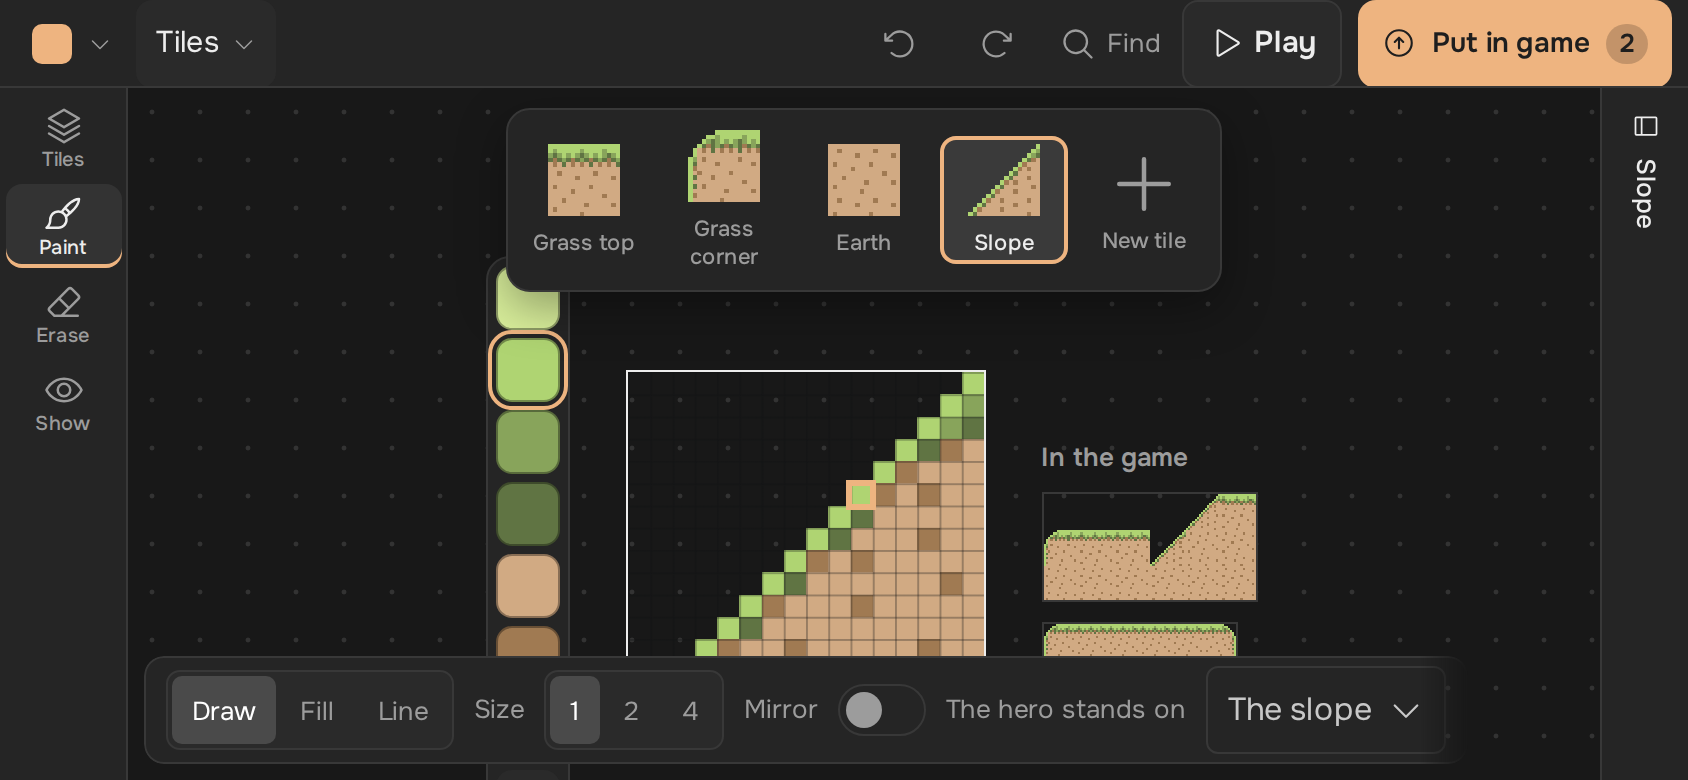 Tiles
Find
Play
Put in game 2
Tiles
Paint
Erase
Show
Grass top
Grass
corner
Earth
Slope
New tile
Slope
In the game
Draw Fill Line
Size 1 2 4
Mirror
The hero stands on
The slope